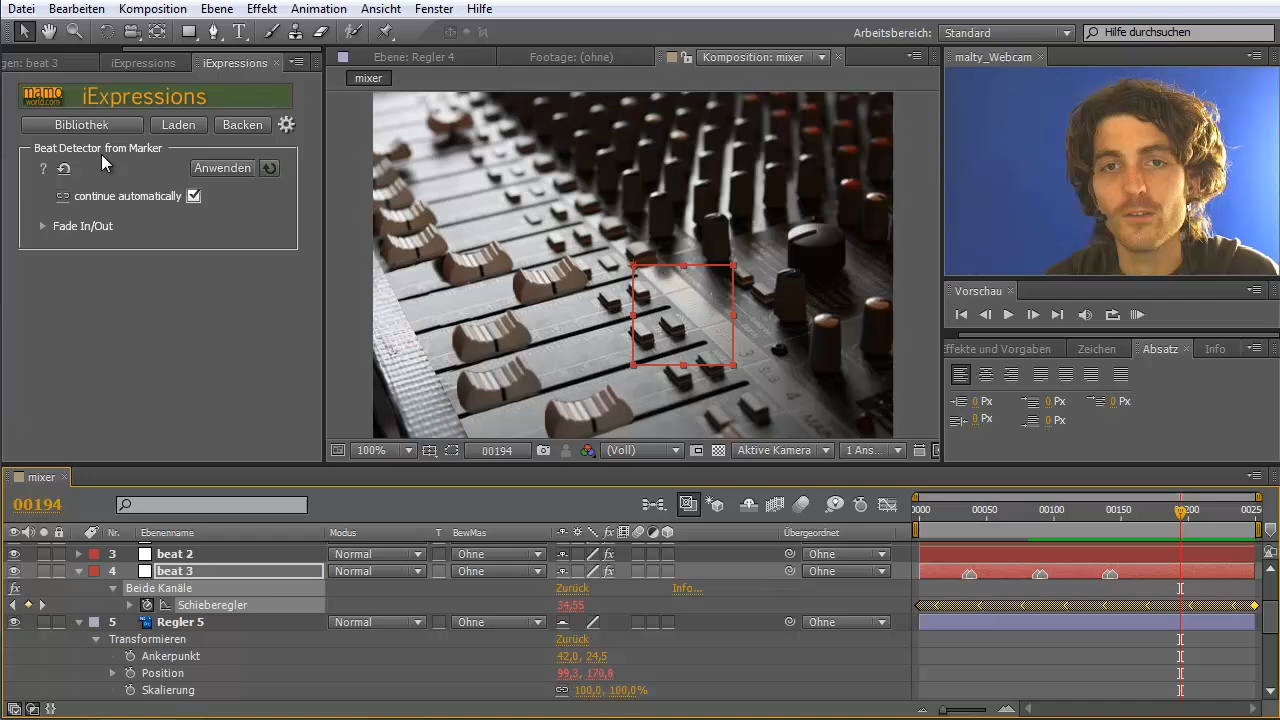 Datei Bearbeiten Komposition Ebene Effekt Animation Ansicht Fenster Hilfe
Arbeitsbereich: Standard Hilfe durchsuchen
gen: beat 3 iExpressions iExpressions Ebene: Regler 4 Footage: (ohne) Komposition: mixer malty_Webcam
mixer
mamo world.com iExpressions
Bibliothek Laden Backen
Beat Detector from Marker
? Anwenden
continue automatically
Fade In/Out
Vorschau
effekte und Vorgaben Zeichen Absatz Info
0 Px 0 Px 0 Px
0 Px 0 Px
100% 00194 (Voll) Aktive Kamera 1 Ans...
mixer
00194
0000 00050 00100 00150 00200 0025
Nr. Ebenenname Modus T BewMas Übergeordnet
3 beat 2 Normal Ohne Ohne
4 beat 3 Normal Ohne Ohne
fx Beide Kanäle Zurück Info...
Schieberegler 34,55
5 Regler 5 Normal Ohne Ohne
Transformieren Zurück
Ankerpunkt 42,0, 24,5
Position 99,3, 170,8
Skalierung 100,0, 100,0%